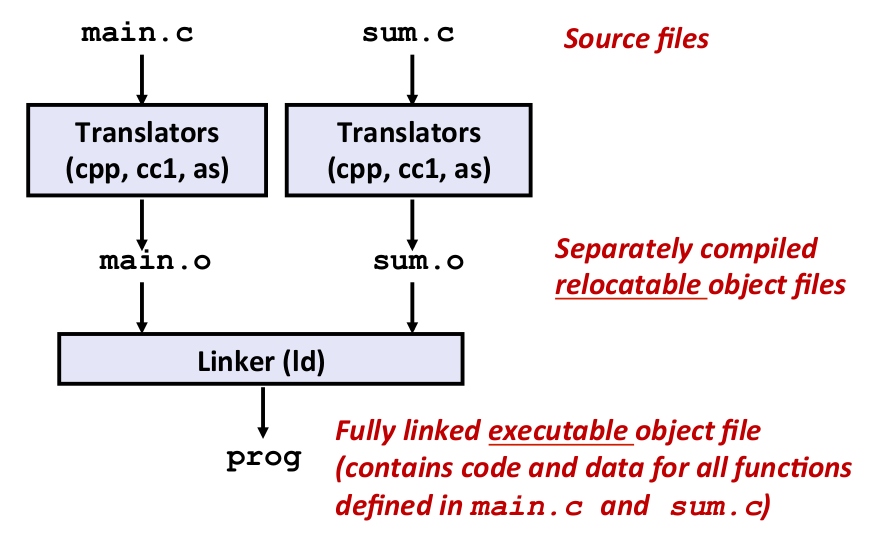 main.c
sum.c
Source files
Translators
(cpp, cc1, as)
Translators
(cpp, cc1, as)
main.o
sum.o
Separately compiled
relocatable object files
Linker (ld)
prog
Fully linked executable object file
(contains code and data for all functions
defined in main.c and sum.c)